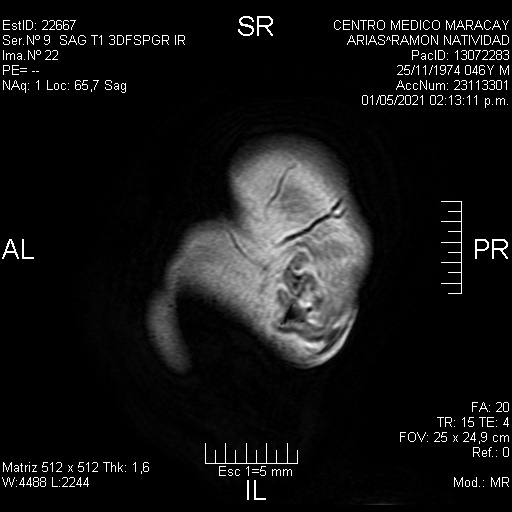 EstID: 22667
Ser.Nº 9 SAG T1 3DFSPGR IR
Ima.Nº 22
PE= --
NAq: 1 Loc: 65,7 Sag
SR
CENTRO MEDICO MARACAY
ARIAS^RAMON NATIVIDAD
PacID: 13072283
25/11/1974 046Y M
AccNum: 23113301
01/05/2021 02:13:11 p.m.
AL
PR
FA: 20
TR: 15 TE: 4
FOV: 25 x 24,9 cm
Ref.: 0
Matriz 512 x 512 Thk: 1,6
W:4488 L:2244
Esc 1=5 mm
IL
Mod.: MR